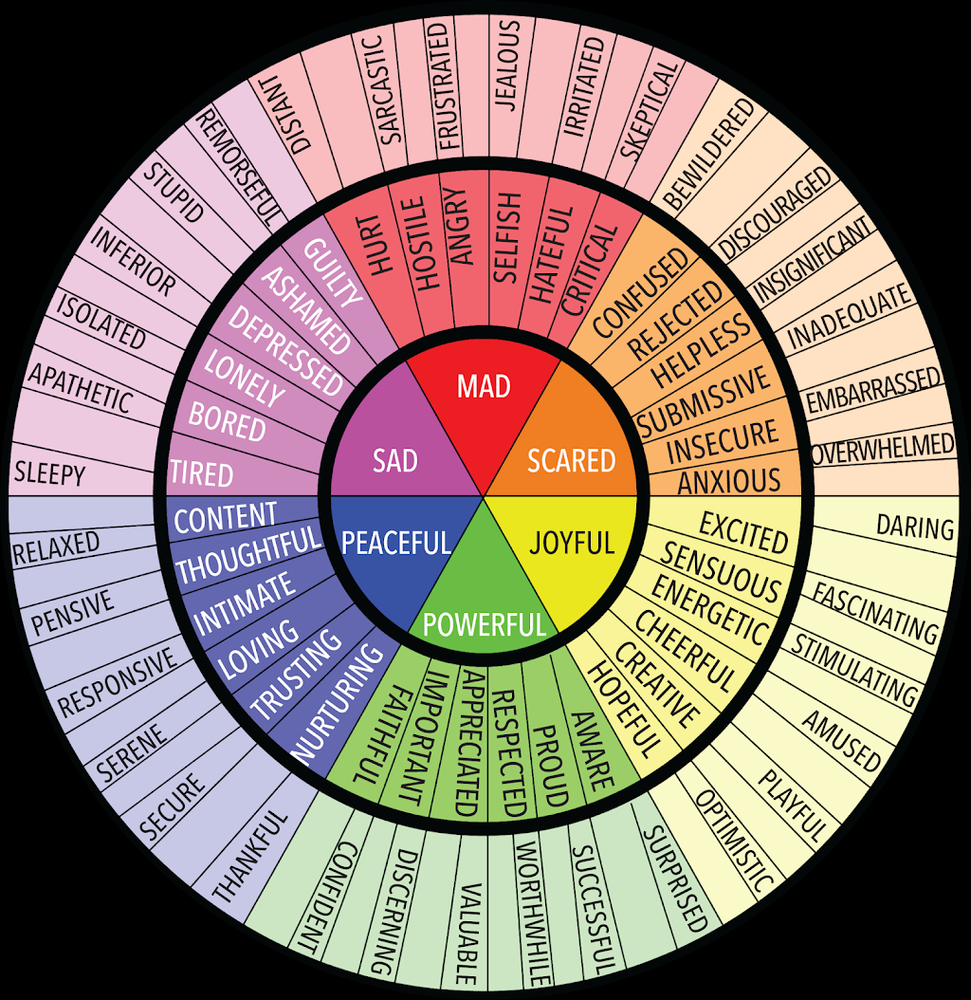 MAD
SCARED
JOYFUL
POWERFUL
PEACEFUL
SAD
HURT
HOSTILE
ANGRY
SELFISH
HATEFUL
CRITICAL
CONFUSED
REJECTED
HELPLESS
SUBMISSIVE
INSECURE
ANXIOUS
EXCITED
SENSUOUS
ENERGETIC
CHEERFUL
CREATIVE
HOPEFUL
AWARE
PROUD
RESPECTED
APPRECIATED
IMPORTANT
FAITHFUL
NURTURING
TRUSTING
LOVING
INTIMATE
THOUGHTFUL
CONTENT
TIRED
BORED
LONELY
DEPRESSED
ASHAMED
GUILTY
DISTANT
SARCASTIC
FRUSTRATED
JEALOUS
IRRITATED
SKEPTICAL
BEWILDERED
DISCOURAGED
INSIGNIFICANT
INADEQUATE
EMBARRASSED
OVERWHELMED
DARING
FASCINATING
STIMULATING
AMUSED
PLAYFUL
OPTIMISTIC
SURPRISED
SUCCESSFUL
WORTHWHILE
VALUABLE
DISCERNING
CONFIDENT
THANKFUL
SECURE
SERENE
RESPONSIVE
PENSIVE
RELAXED
SLEEPY
APATHETIC
ISOLATED
INFERIOR
STUPID
REMORSEFUL